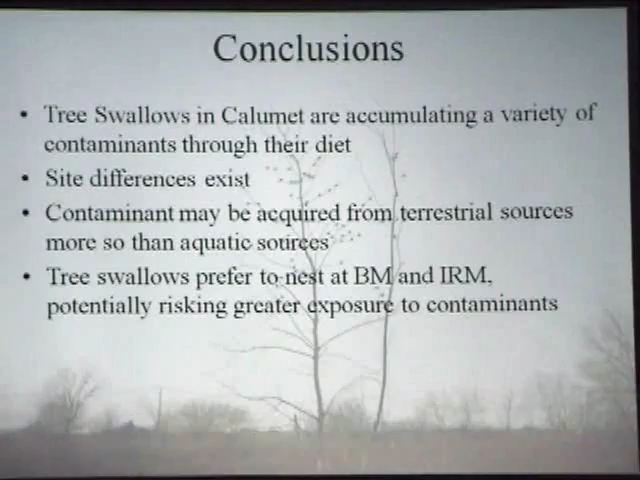 Conclusions
• Tree Swallows in Calumet are accumulating a variety of
contaminants through their diet
• Site differences exist
• Contaminant may be acquired from terrestrial sources
more so than aquatic sources
• Tree swallows prefer to nest at BM and IRM,
potentially risking greater exposure to contaminants